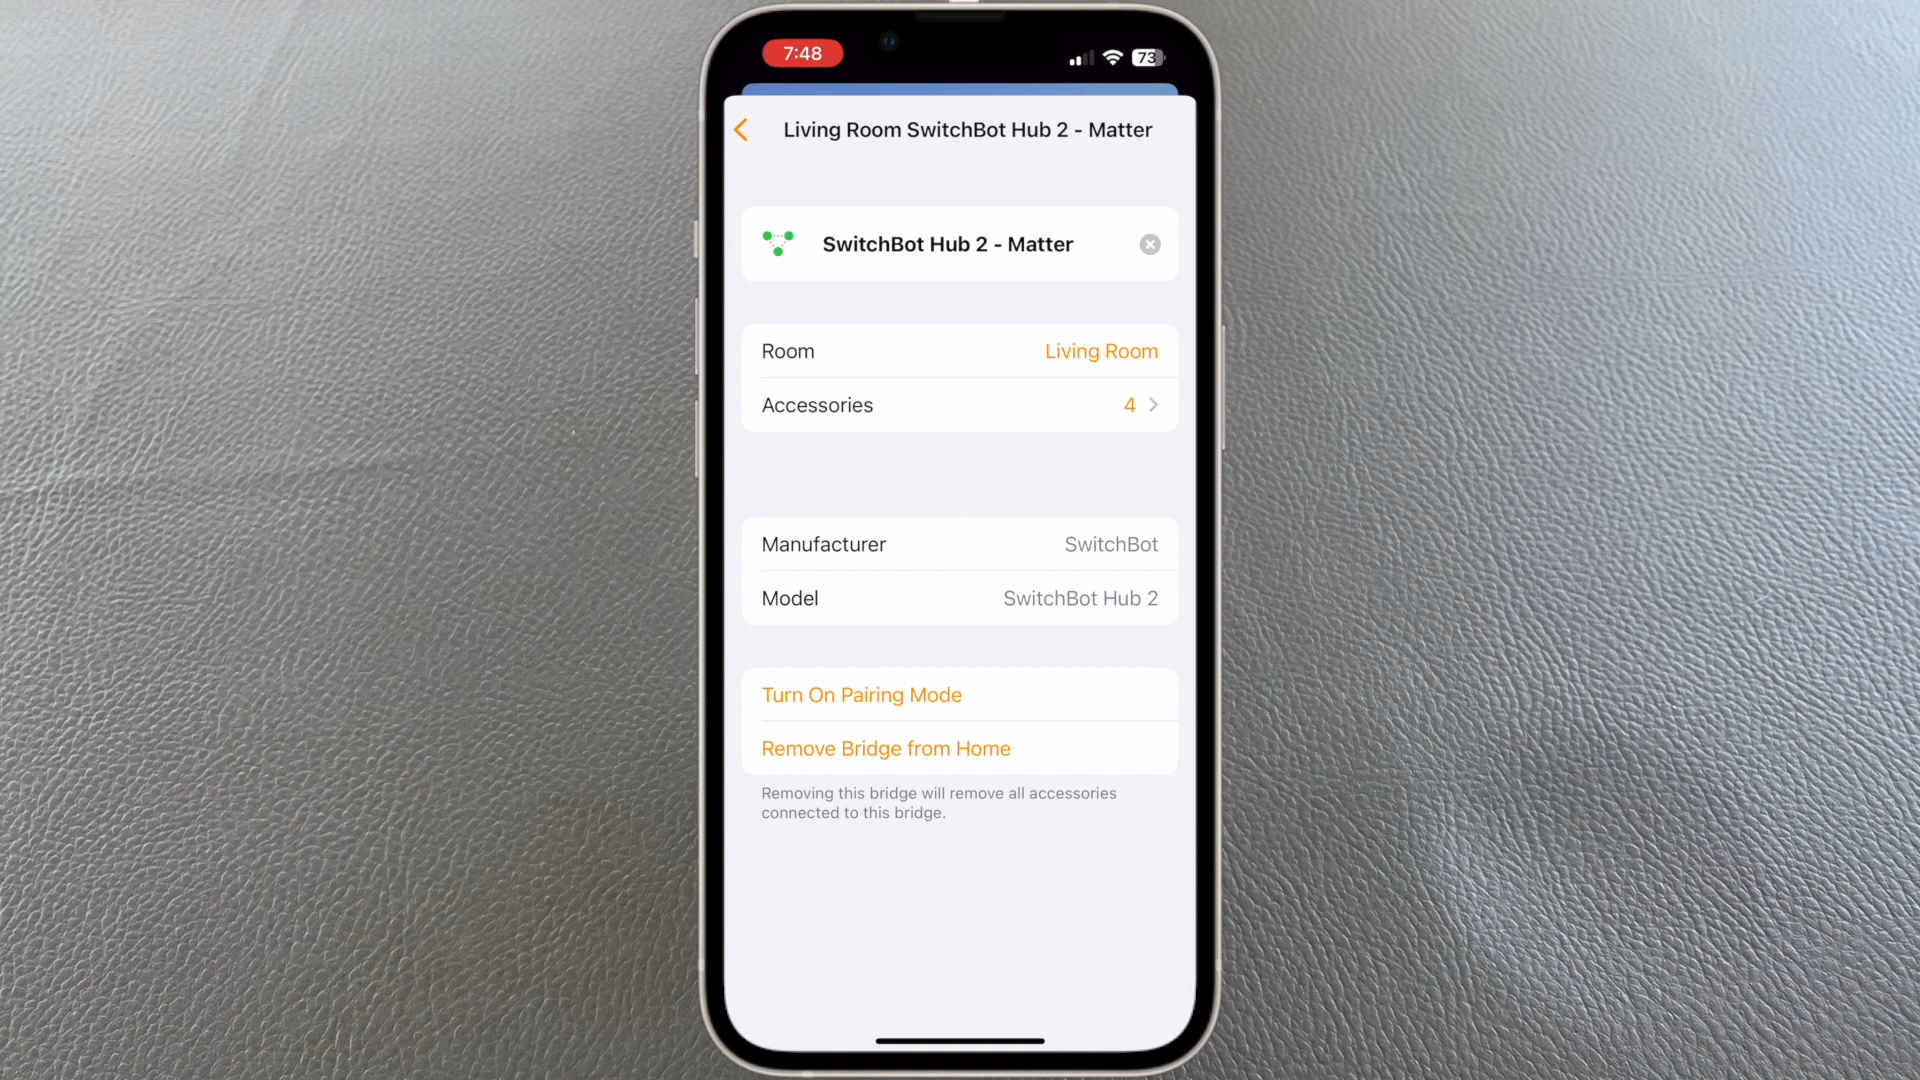 7:48
73
Living Room SwitchBot Hub 2 - Matter
SwitchBot Hub 2 - Matter
Room Living Room
Accessories 4
Manufacturer SwitchBot
Model SwitchBot Hub 2
Turn On Pairing Mode
Remove Bridge from Home
Removing this bridge will remove all accessories
connected to this bridge.